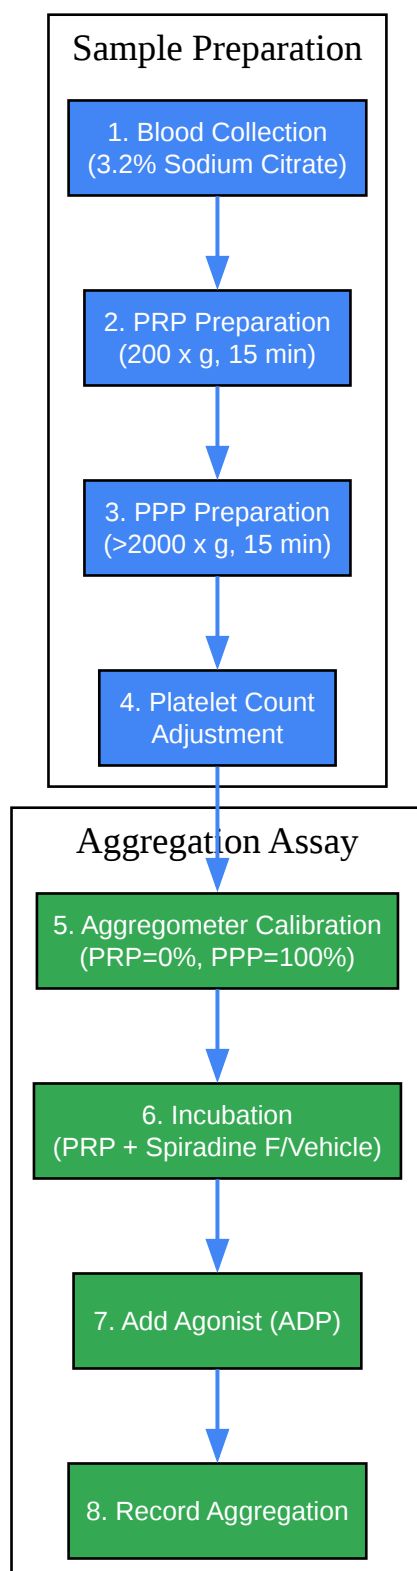 Sample Preparation
1. Blood Collection
(3.2% Sodium Citrate)
2. PRP Preparation
(200 x g, 15 min)
3. PPP Preparation
(>2000 x g, 15 min)
4. Platelet Count
Adjustment
Aggregation Assay
5. Aggregometer Calibration
(PRP=0%, PPP=100%)
6. Incubation
(PRP + Spiradine F/Vehicle)
7. Add Agonist (ADP)
8. Record Aggregation